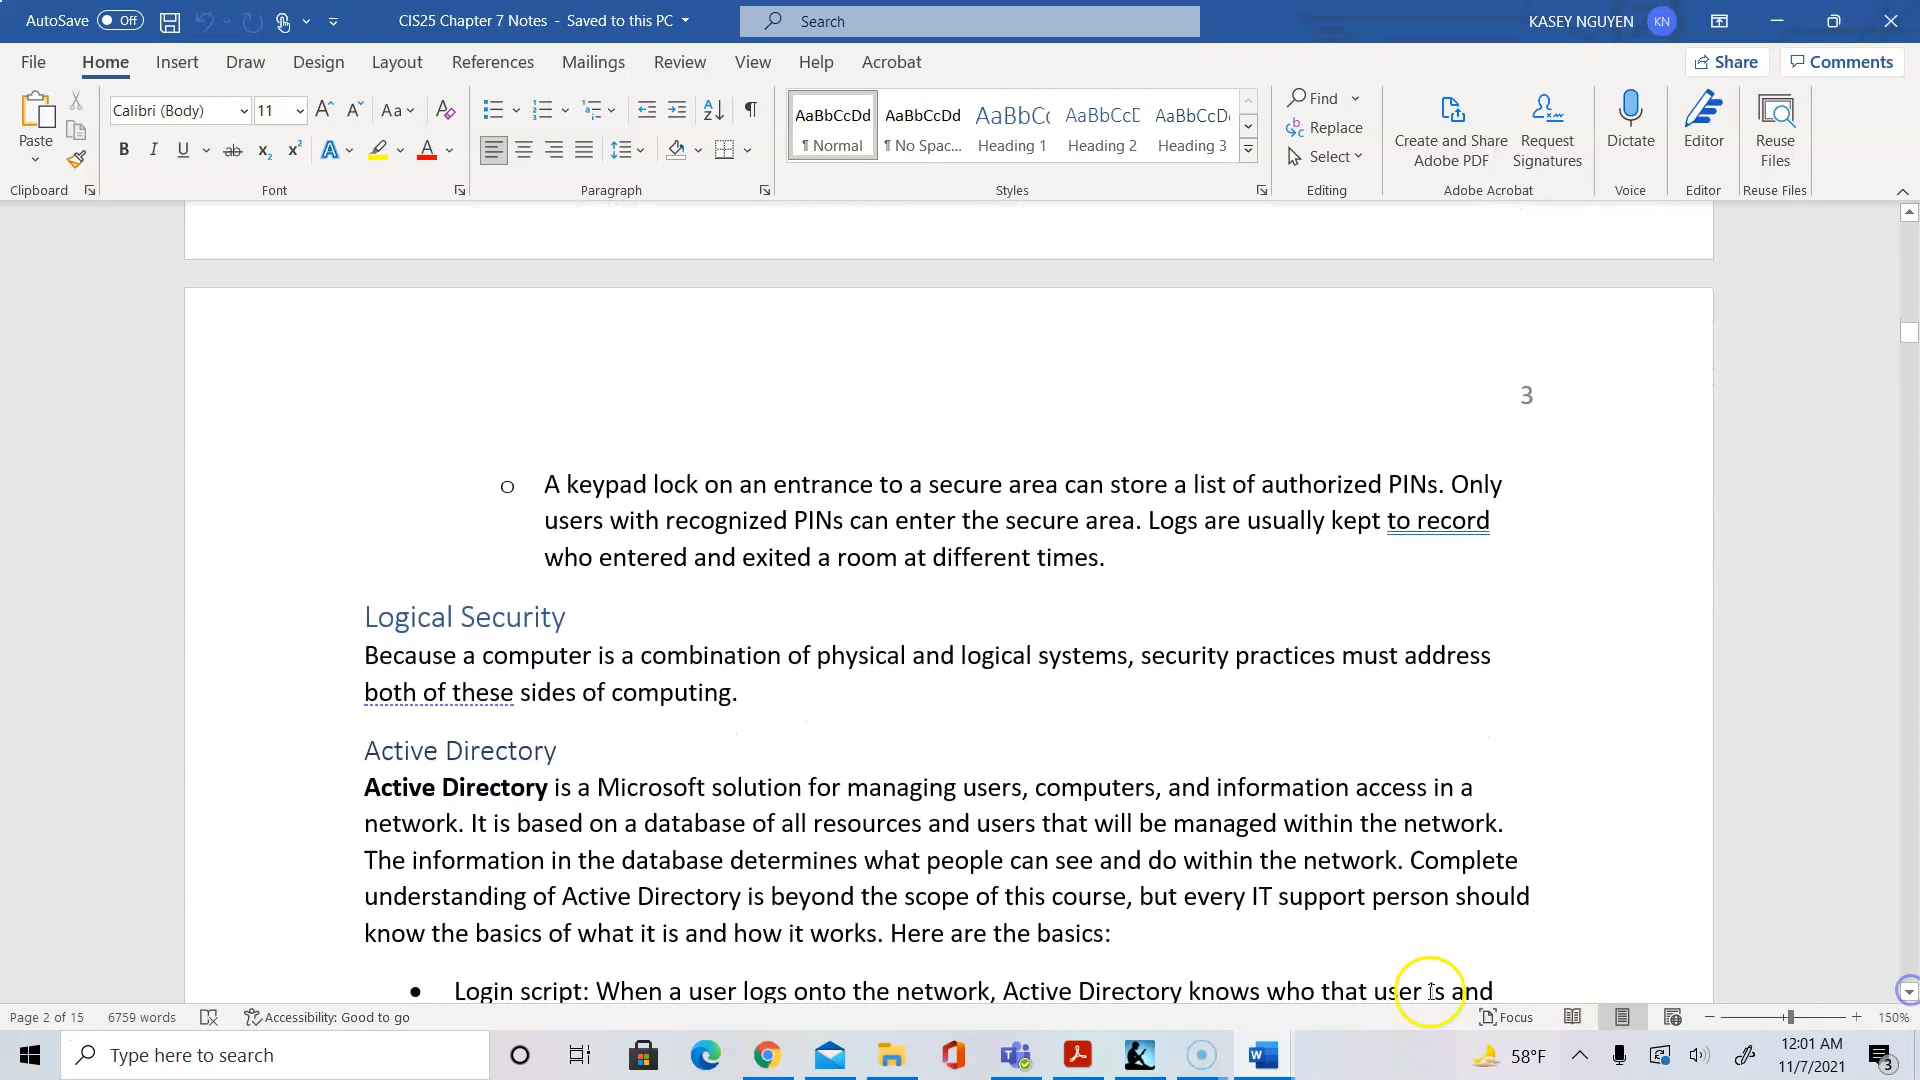 AutoSave Off CIS25 Chapter 7 Notes - Saved to this PC Search KASEY NGUYEN KN
File Home Insert Draw Design Layout References Mailings Review View Help Acrobat Share Comments
Paste
Clipboard
Calibri (Body) 11
Font
Paragraph
AaBbCcDd AaBbCcDd AaBbCc AaBbCcD AaBbCcDd
¶ Normal ¶ No Spac... Heading 1 Heading 2 Heading 3
Styles
Find
Replace
Select
Editing
Create and Share
Adobe PDF
Request
Signatures
Adobe Acrobat
Dictate
Voice
Editor
Editor
Reuse
Files
Reuse Files
3
o A keypad lock on an entrance to a secure area can store a list of authorized PINs. Only
users with recognized PINs can enter the secure area. Logs are usually kept to record
who entered and exited a room at different times.
Logical Security
Because a computer is a combination of physical and logical systems, security practices must address
both of these sides of computing.
Active Directory
Active Directory is a Microsoft solution for managing users, computers, and information access in a
network. It is based on a database of all resources and users that will be managed within the network.
The information in the database determines what people can see and do within the network. Complete
understanding of Active Directory is beyond the scope of this course, but every IT support person should
know the basics of what it is and how it works. Here are the basics:
• Login script: When a user logs onto the network, Active Directory knows who that user is and
Page 2 of 15 6759 words Accessibility: Good to go Focus 150%
Type here to search 58°F 12:01 AM
11/7/2021 3